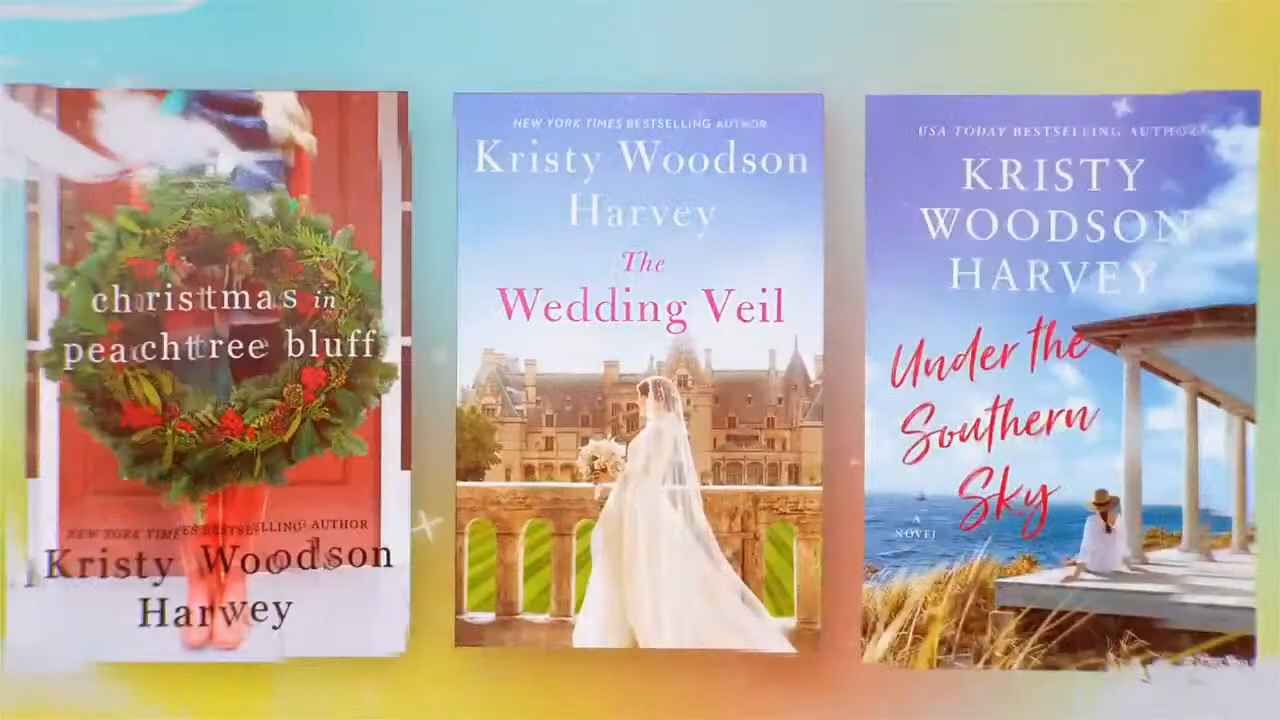 christmas in
peachtree bluff
NEW YORK TIMES BESTSELLING AUTHOR
Kristy Woodson
Harvey
NEW YORK TIMES BESTSELLING AUTHOR
Kristy Woodson
Harvey
The
Wedding Veil
USA TODAY BESTSELLING AUTHOR
KRISTY
WOODSON
HARVEY
Under the
Southern
Sky
A
NOVEL